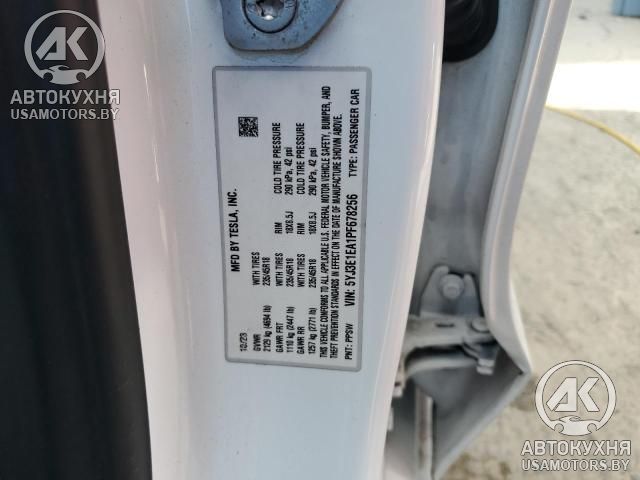 AK
АВТОКУХНЯ
USAMOTORS.BY
MFD BY TESLA, INC.
12/23
GVWR
2129 kg (4694 lb)
WITH TIRES
235/45R18
RIM
18X8.5J
COLD TIRE PRESSURE
290 kPa, 42 psi
GAWR FRT
1110 kg (2447 lb)
WITH TIRES
235/45R18
RIM
18X8.5J
COLD TIRE PRESSURE
290 kPa, 42 psi
GAWR RR
1257 kg (2771 lb)
THIS VEHICLE CONFORMS TO ALL APPLICABLE U.S. FEDERAL MOTOR VEHICLE SAFETY, BUMPER, AND
THEFT PREVENTION STANDARDS IN EFFECT ON THE DATE OF MANUFACTURE SHOWN ABOVE.
VIN: 5YJ3E1EA1PF678256
PNT: PPSW
TYPE: PASSENGER CAR
AK
АВТОКУХНЯ
USAMOTORS.BY